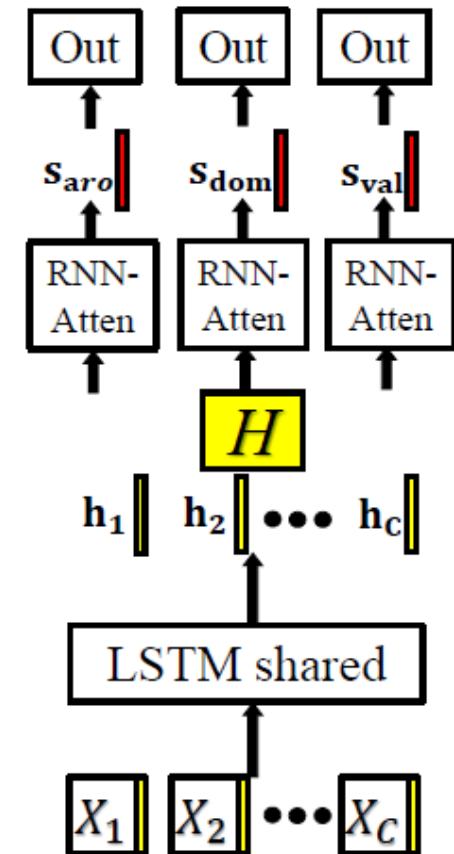 Out Out Out
s_aro s_dom s_val
RNN- RNN- RNN-
Atten Atten Atten
H
h_1 h_2 ••• h_C
LSTM shared
X_1 X_2 ••• X_C